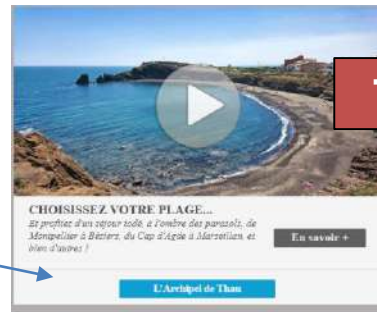 CHOISISSEZ VOTRE PLAGE...
Et profitez d'un séjour iodé, à l'ombre des parasols, de
Montpellier à Béziers, du Cap d'Agde à Marseillan, et
bien d'autres !
En savoir +
L'Archipel de Thau